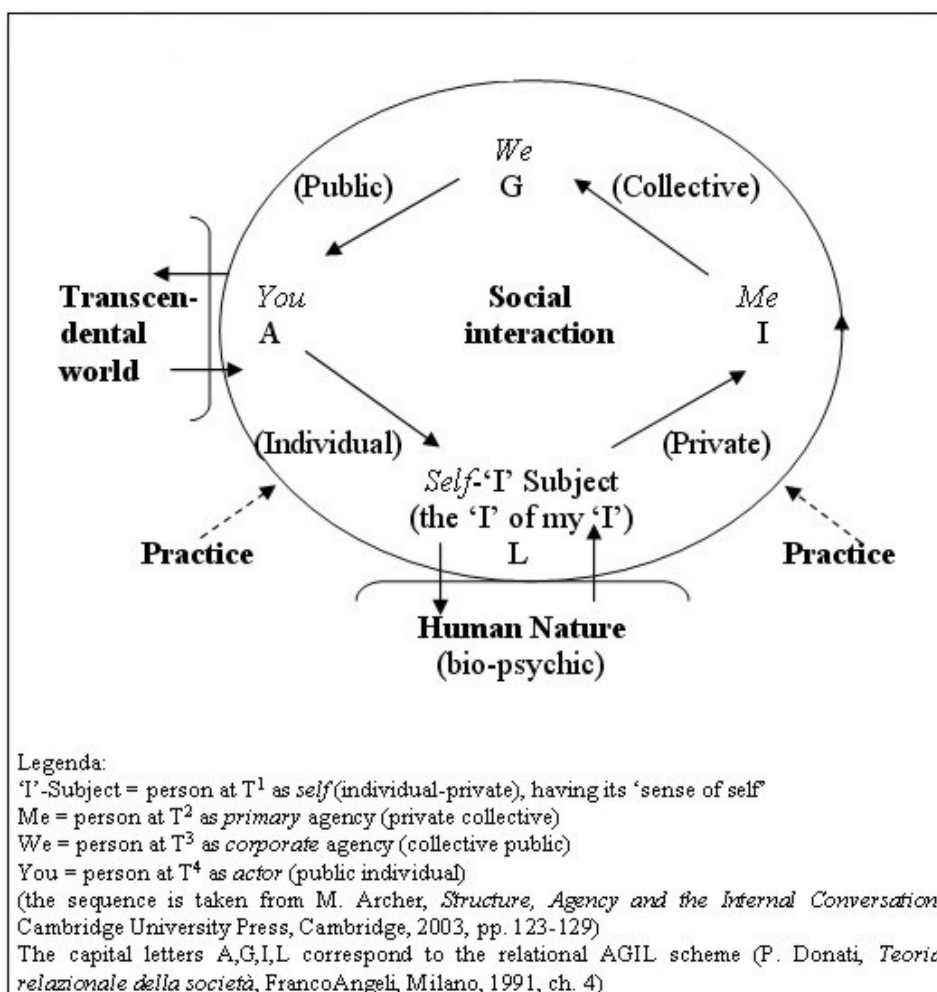 We
(Public) G (Collective)
Transcen-
dental
world
You
A
Social
interaction
Me
I
(Individual) (Private)
Self-‘I’ Subject
(the ‘I’ of my ‘I’)
L
Practice Practice
Human Nature
(bio-psychic)
Legenda:
‘I’-Subject = person at T1 as self (individual-private), having its ‘sense of self’
Me = person at T2 as primary agency (private collective)
We = person at T3 as corporate agency (collective public)
You = person at T4 as actor (public individual)
(the sequence is taken from M. Archer, Structure, Agency and the Internal Conversation
Cambridge University Press, Cambridge, 2003, pp. 123-129)
The capital letters A,G,I,L correspond to the relational AGIL scheme (P. Donati, Teoria
relazionale della società, FrancoAngeli, Milano, 1991, ch. 4)